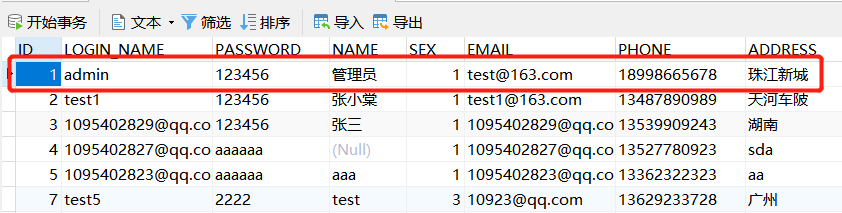 开始事务 文本 筛选 排序 导入 导出
ID LOGIN_NAME PASSWORD NAME SEX EMAIL PHONE ADDRESS
1 admin 123456 管理员 1 test@163.com 18998665678 珠江新城
2 test1 123456 张小棠 1 test1@163.com 13487890989 天河车陂
3 1095402829@qq.co 123456 张三 1 1095402829@qq.co 13539909243 湖南
4 1095402827@qq.co aaaaaa (Null) 1 1095402827@qq.co 13527780923 sda
5 1095402823@qq.co aaaaaa aaa 1 1095402823@qq.co 13362322323 aa
7 test5 2222 test 3 10923@qq.com 13629233728 广州